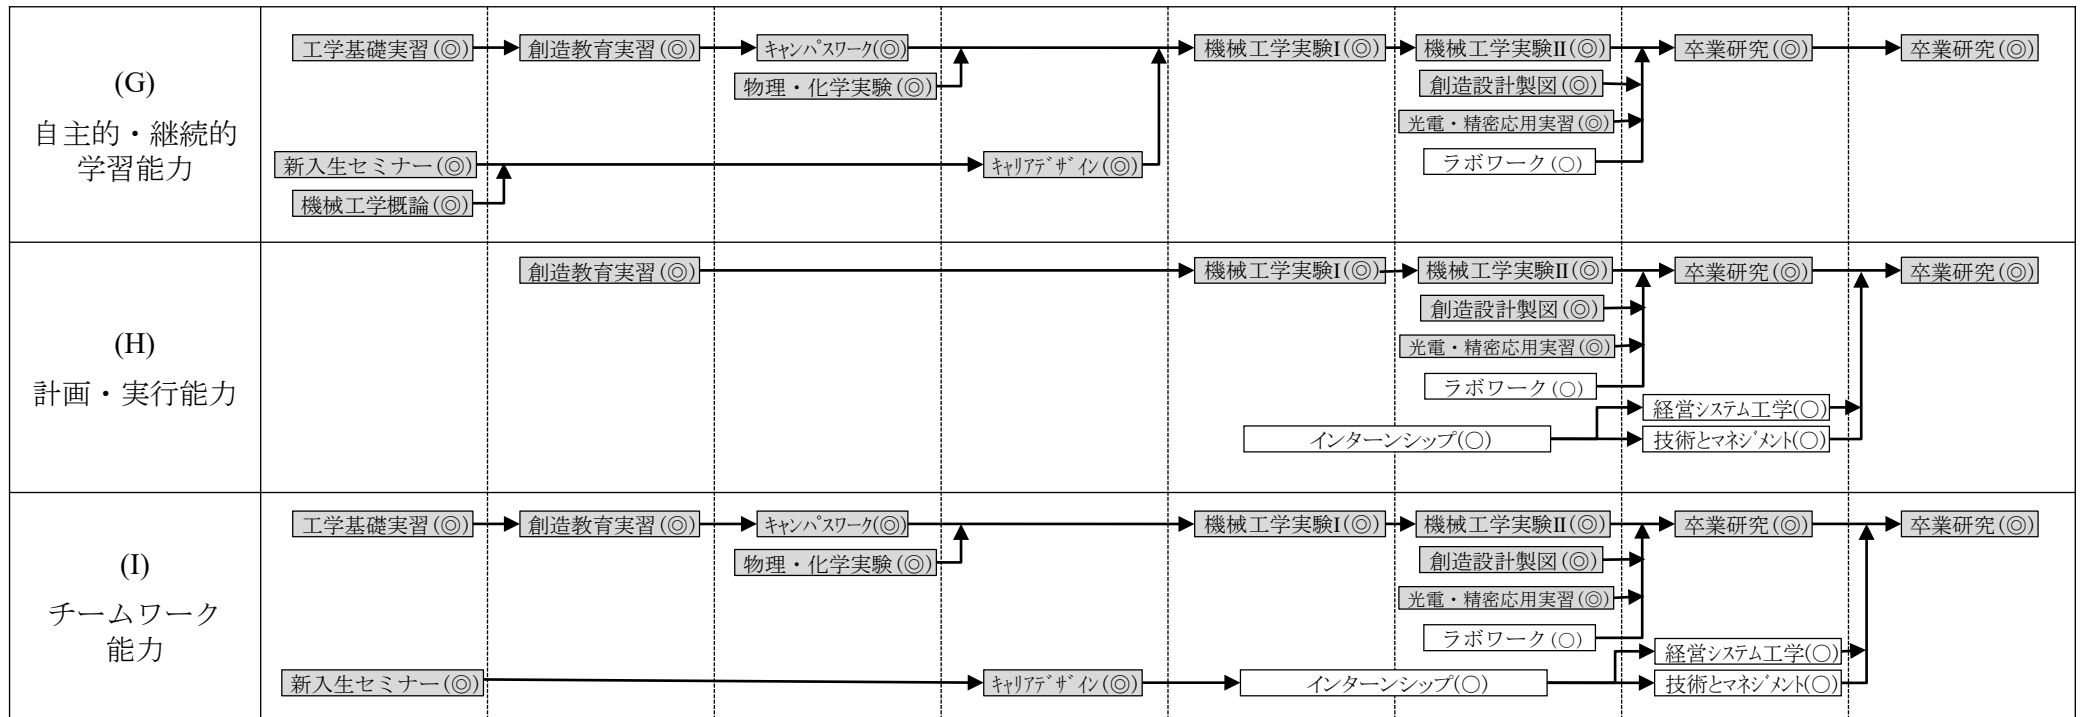 (G)
自主的・継続的
学習能力
工学基礎実習(◎)
創造教育実習(◎)
キャンパスワーク(◎)
機械工学実験I(◎)
機械工学実験II(◎)
卒業研究(◎)
卒業研究(◎)
物理・化学実験(◎)
創造設計製図(◎)
光電・精密応用実習(◎)
新入生セミナー(◎)
キャリアデザイン(◎)
ラボワーク(○)
機械工学概論(◎)
(H)
計画・実行能力
創造教育実習(◎)
機械工学実験I(◎)
機械工学実験II(◎)
卒業研究(◎)
卒業研究(◎)
創造設計製図(◎)
光電・精密応用実習(◎)
ラボワーク(○)
経営システム工学(○)
インターンシップ(○)
技術とマネジメント(○)
(I)
チームワーク
能力
工学基礎実習(◎)
創造教育実習(◎)
キャンパスワーク(◎)
機械工学実験I(◎)
機械工学実験II(◎)
卒業研究(◎)
卒業研究(◎)
物理・化学実験(◎)
創造設計製図(◎)
光電・精密応用実習(◎)
ラボワーク(○)
経営システム工学(○)
新入生セミナー(◎)
キャリアデザイン(◎)
インターンシップ(○)
技術とマネジメント(○)